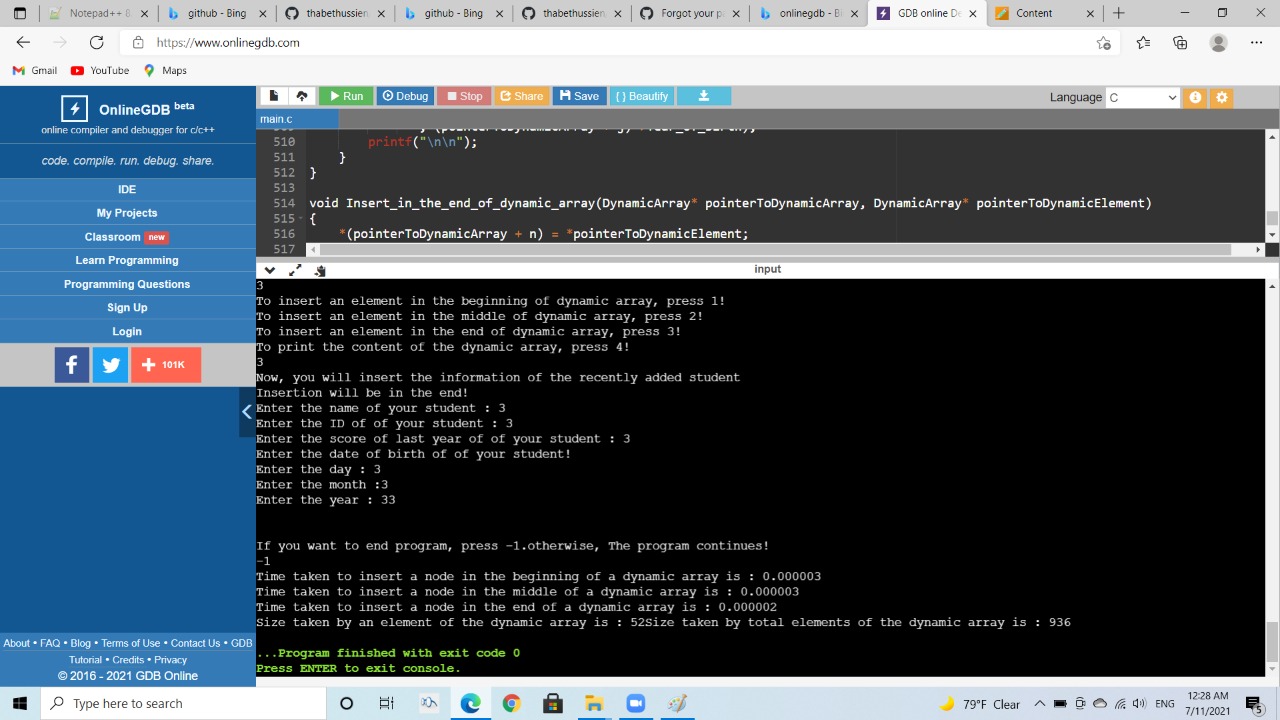 github - Bi
Notepad++
github - Bi
thatguyhus
Find your pi
onlinegdb - Bi
GDB online De
Content
https://www.onlinegdb.com
Gmail YouTube Maps
OnlineGDB beta
online compiler and debugger for c/c++
code. compile. run. debug. share.
IDE
My Projects
Classroom new
Learn Programming
Programming Questions
Sign Up
Login
101K
About • FAQ • Blog • Terms of Use • Contact Us • GDB
Tutorial • Credits • Privacy
© 2016 - 2021 GDB Online
Run Debug Stop Share Save { } Beautify Language C
main.c
510 printf("\n\n");
511 }
512 }
513
514 void Insert_in_the_end_of_dynamic_array(DynamicArray* pointerToDynamicArray, DynamicArray* pointerToDynamicElement)
515 {
516 *(pointerToDynamicArray + n) = *pointerToDynamicElement;
517
input
3
To insert an element in the beginning of dynamic array, press 1!
To insert an element in the middle of dynamic array, press 2!
To insert an element in the end of dynamic array, press 3!
To print the content of the dynamic array, press 4!
3
Now, you will insert the information of the recently added student
Insertion will be in the end!
Enter the name of your student : 3
Enter the ID of of your student : 3
Enter the score of last year of of your student : 3
Enter the date of birth of of your student!
Enter the day : 3
Enter the month :3
Enter the year : 33
If you want to end program, press -1.otherwise, The program continues!
-1
Time taken to insert a node in the beginning of a dynamic array is : 0.000003
Time taken to insert a node in the middle of a dynamic array is : 0.000003
Time taken to insert a node in the end of a dynamic array is : 0.000002
Size taken by an element of the dynamic array is : 52Size taken by total elements of the dynamic array is : 936
...Program finished with exit code 0
Press ENTER to exit console.
Type here to search
79°F Clear
ENG
12:28 AM
7/11/2021
5